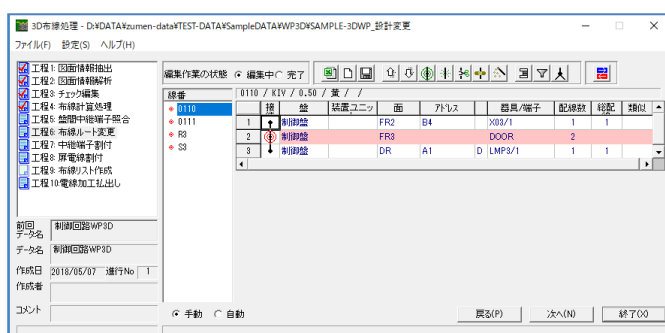 3D布線処理 - D:¥DATA¥zumen-data¥TEST-DATA¥SampleDATA¥WP3D¥SAMPLE-3DWP_設計変更
ファイル(F) 設定(S) ヘルプ(H)
工程1:図面情報抽出
工程2:図面情報解析
工程3:チェック編集
工程4:布線計算処理
工程5:盤間中継端子照合
工程6:布線ルート変更
工程7:中継端子割付
工程8:扉電線割付
工程9:布線リスト作成
工程10:電線加工払出し
編集作業の状態 編集中 完了
線番
0110
0111
R3
S3
0110 / KIV / 0.50 / 黄 / /
接 盤 装置ユニッ 面 アドレス 器具/端子 配線数 総配 類似
1 制御盤 FR2 B4 X03/1 1 1
2 制御盤 FR3 DOOR 2
3 制御盤 DR A1 D LMP3/1 1 1
前回データ名 制御回路WP3D
データ名 制御回路WP3D
作成日 2018/05/07 進行No 1
作成者
コメント
手動 自動
戻る(P) 次へ(N) 終了(X)